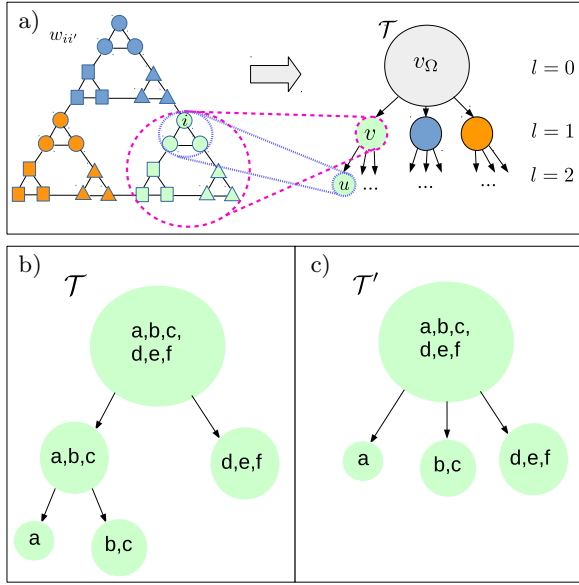 a)
w_{ii'}
𝒯
v_Ω
l = 0
i
v
l = 1
u
...
...
...
l = 2
b)
𝒯
a,b,c,
d,e,f
a,b,c
d,e,f
a
b,c
c)
𝒯′
a,b,c,
d,e,f
a
b,c
d,e,f